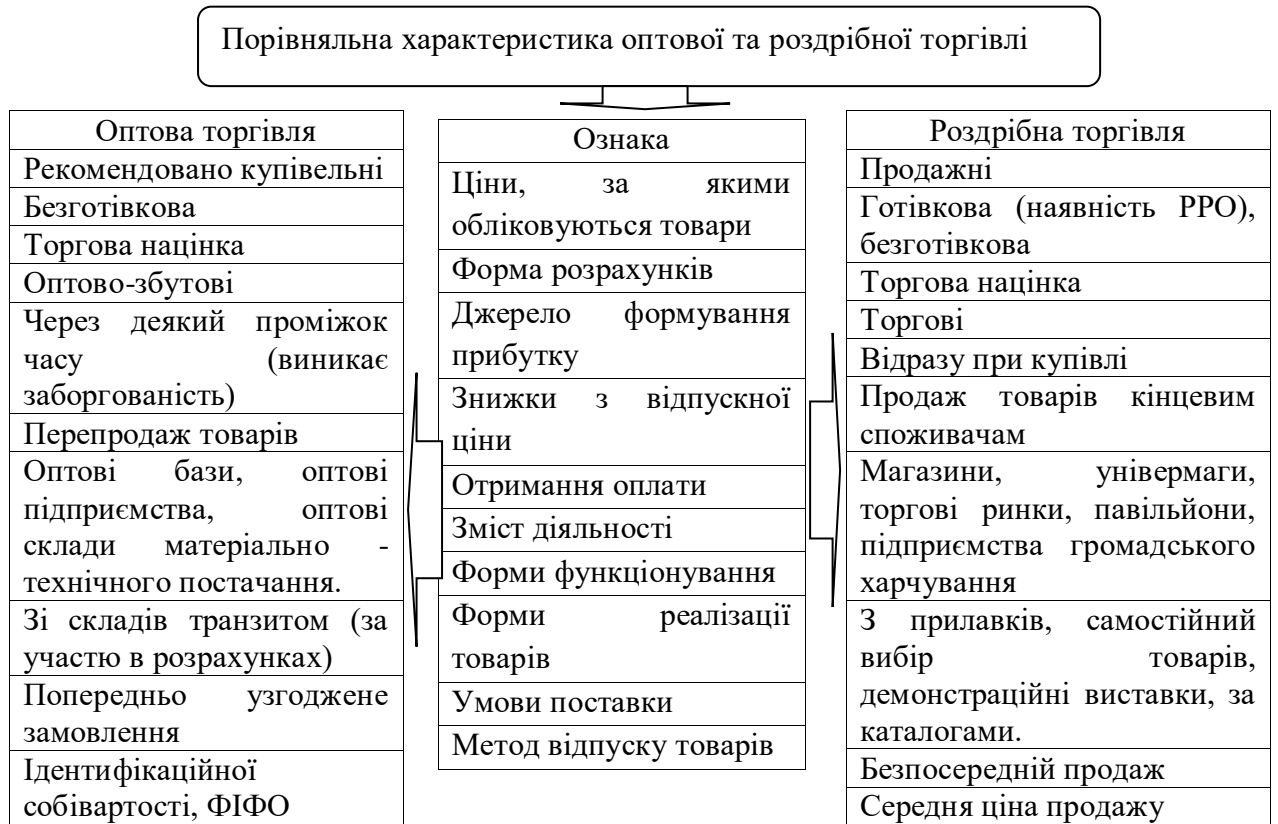 Порівняльна характеристика оптової та роздрібної торгівлі
Оптова торгівля
Рекомендовано купівельні
Безготівкова
Торгова націнка
Оптово-збутові
Через деякий проміжок
часу (виникає
заборгованість)
Перепродаж товарів
Оптові бази, оптові
підприємства, оптові
склади матеріально -
технічного постачання.
Зі складів транзитом (за
участю в розрахунках)
Попередньо узгоджене
замовлення
Ідентифікаційної
собівартості, ФІФО
Ознака
Ціни, за якими
обліковуються товари
Форма розрахунків
Джерело формування
прибутку
Знижки з відпускної
ціни
Отримання оплати
Зміст діяльності
Форми функціонування
Форми реалізації
товарів
Умови поставки
Метод відпуску товарів
Роздрібна торгівля
Продажні
Готівкова (наявність РРО),
безготівкова
Торгова націнка
Торгові
Відразу при купівлі
Продаж товарів кінцевим
споживачам
Магазини, універмаги,
торгові ринки, павільйони,
підприємства громадського
харчування
З прилавків, самостійний
вибір товарів,
демонстраційні виставки, за
каталогами.
Безпосередній продаж
Середня ціна продажу